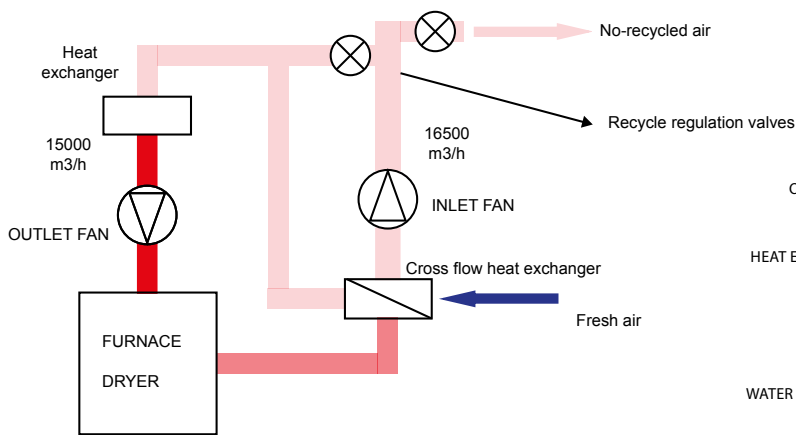 No-recycled air
Heat
exchanger
Recycle regulation valves
15000
m3/h
16500
m3/h
OUTLET FAN
INLET FAN
Cross flow heat exchanger
Fresh air
FURNACE
DRYER
C
HEAT E
WATER